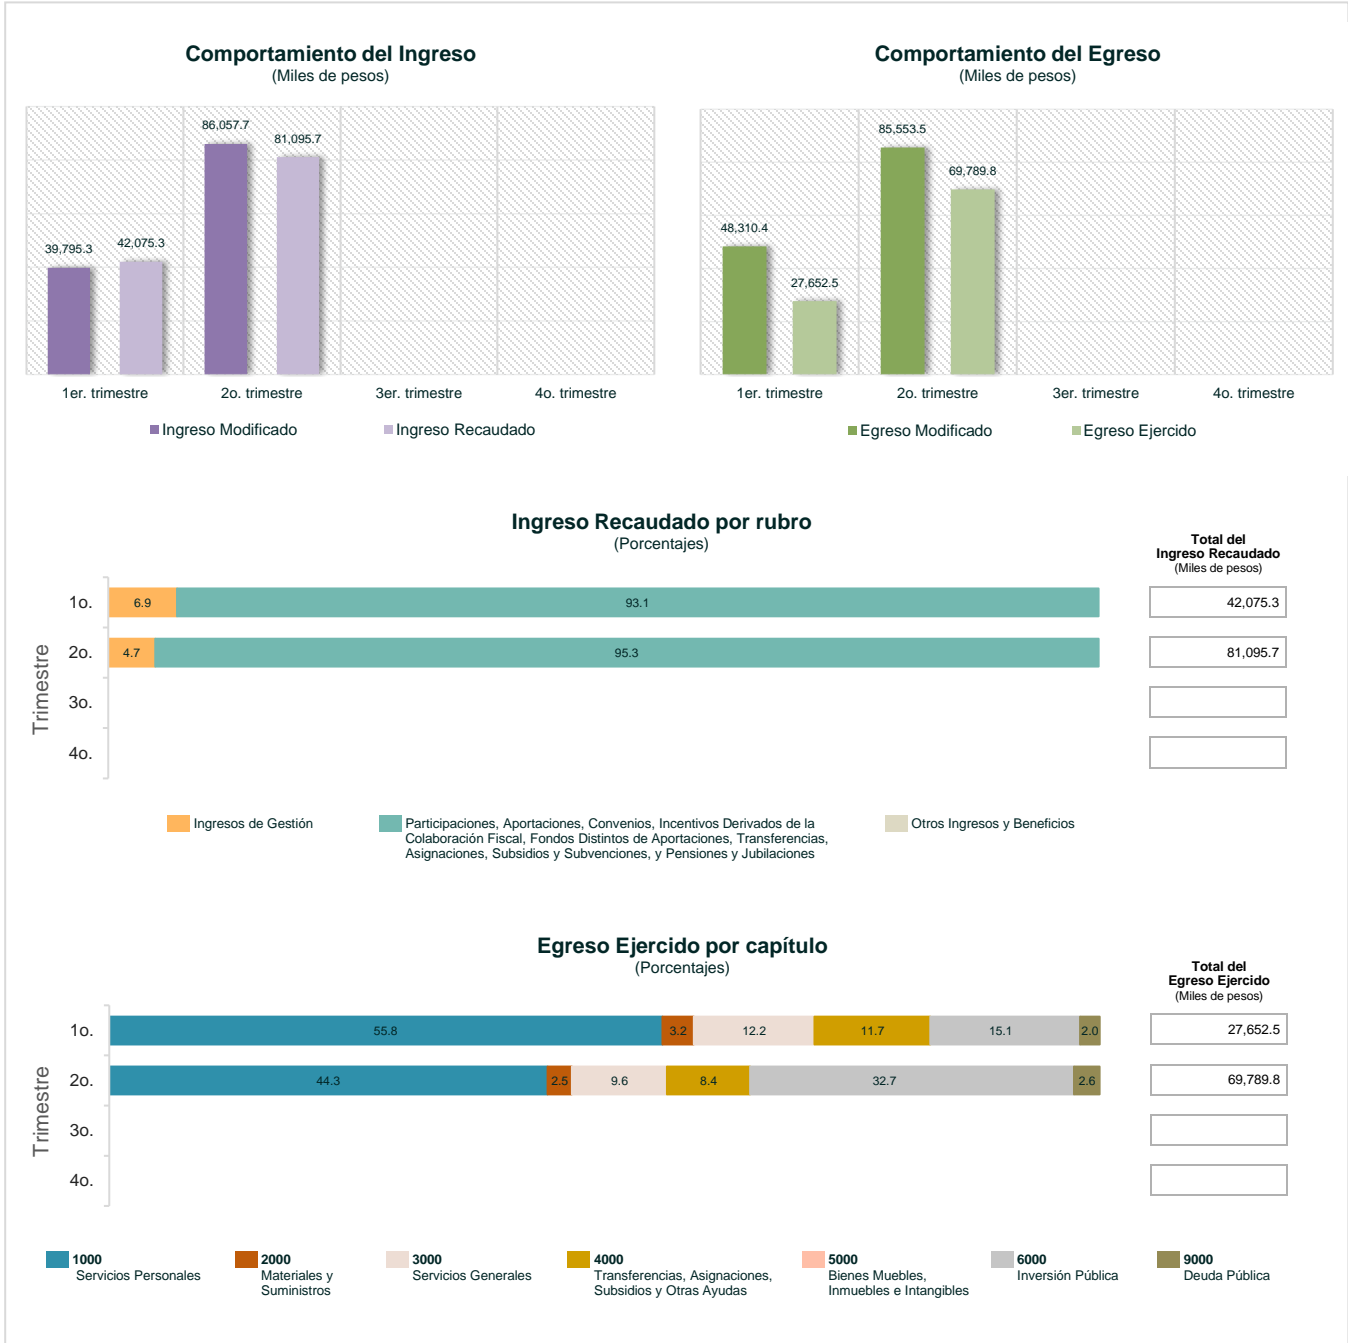 Comportamiento del Ingreso
(Miles de pesos)
39,795.3
42,075.3
86,057.7
81,095.7
1er. trimestre
2o. trimestre
3er. trimestre
4o. trimestre
Ingreso Modificado
Ingreso Recaudado
Comportamiento del Egreso
(Miles de pesos)
48,310.4
27,652.5
85,553.5
69,789.8
1er. trimestre
2o. trimestre
3er. trimestre
4o. trimestre
Egreso Modificado
Egreso Ejercido
Ingreso Recaudado por rubro
(Porcentajes)
Total del
Ingreso Recaudado
(Miles de pesos)
Trimestre
1o.
6.9
93.1
42,075.3
2o.
4.7
95.3
81,095.7
3o.
4o.
Ingresos de Gestión
Participaciones, Aportaciones, Convenios, Incentivos Derivados de la
Colaboración Fiscal, Fondos Distintos de Aportaciones, Transferencias,
Asignaciones, Subsidios y Subvenciones, y Pensiones y Jubilaciones
Otros Ingresos y Beneficios
Egreso Ejercido por capítulo
(Porcentajes)
Total del
Egreso Ejercido
(Miles de pesos)
Trimestre
1o.
55.8
3.2
12.2
11.7
15.1
2.0
27,652.5
2o.
44.3
2.5
9.6
8.4
32.7
2.6
69,789.8
3o.
4o.
1000
Servicios Personales
2000
Materiales y
Suministros
3000
Servicios Generales
4000
Transferencias, Asignaciones,
Subsidios y Otras Ayudas
5000
Bienes Muebles,
Inmuebles e Intangibles
6000
Inversión Pública
9000
Deuda Pública